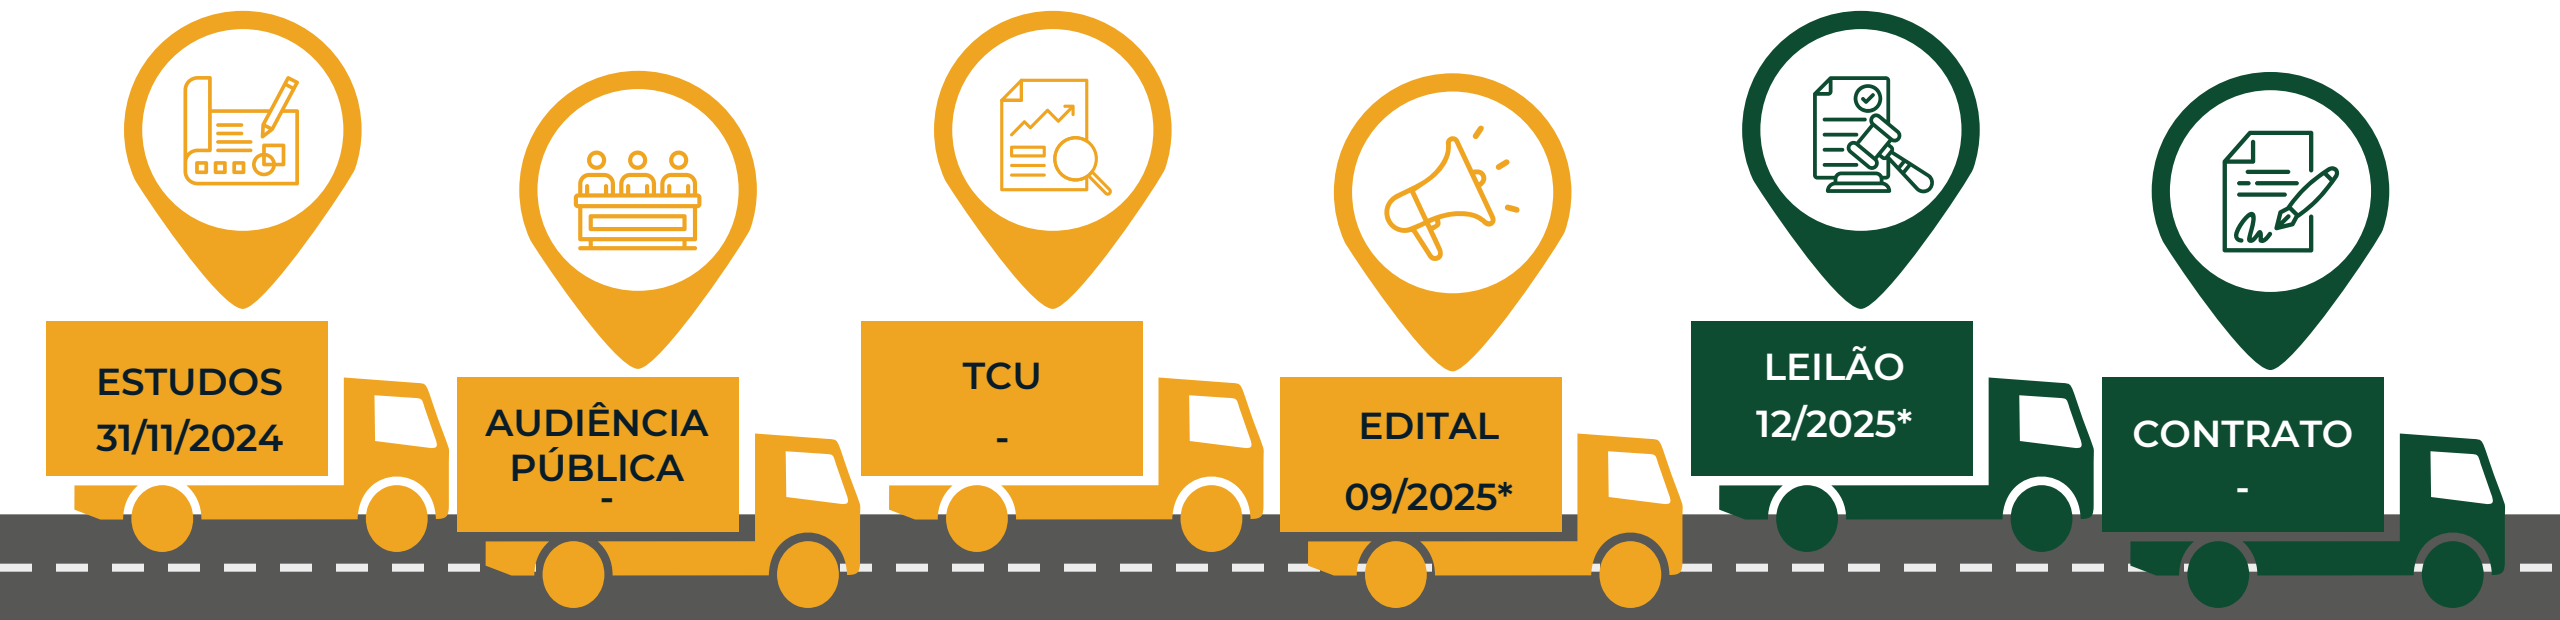 ESTUDOS
31/11/2024
AUDIÊNCIA
PÚBLICA
-
TCU
-
EDITAL
09/2025*
LEILÃO
12/2025*
CONTRATO
-